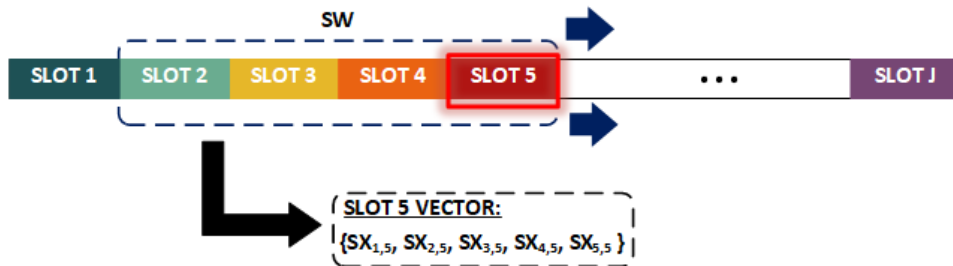 SW
SLOT 1 SLOT 2 SLOT 3 SLOT 4 SLOT 5 ... SLOT J
SLOT 5 VECTOR:
{SX₁,₅, SX₂,₅, SX₃,₅, SX₄,₅, SX₅,₅ }